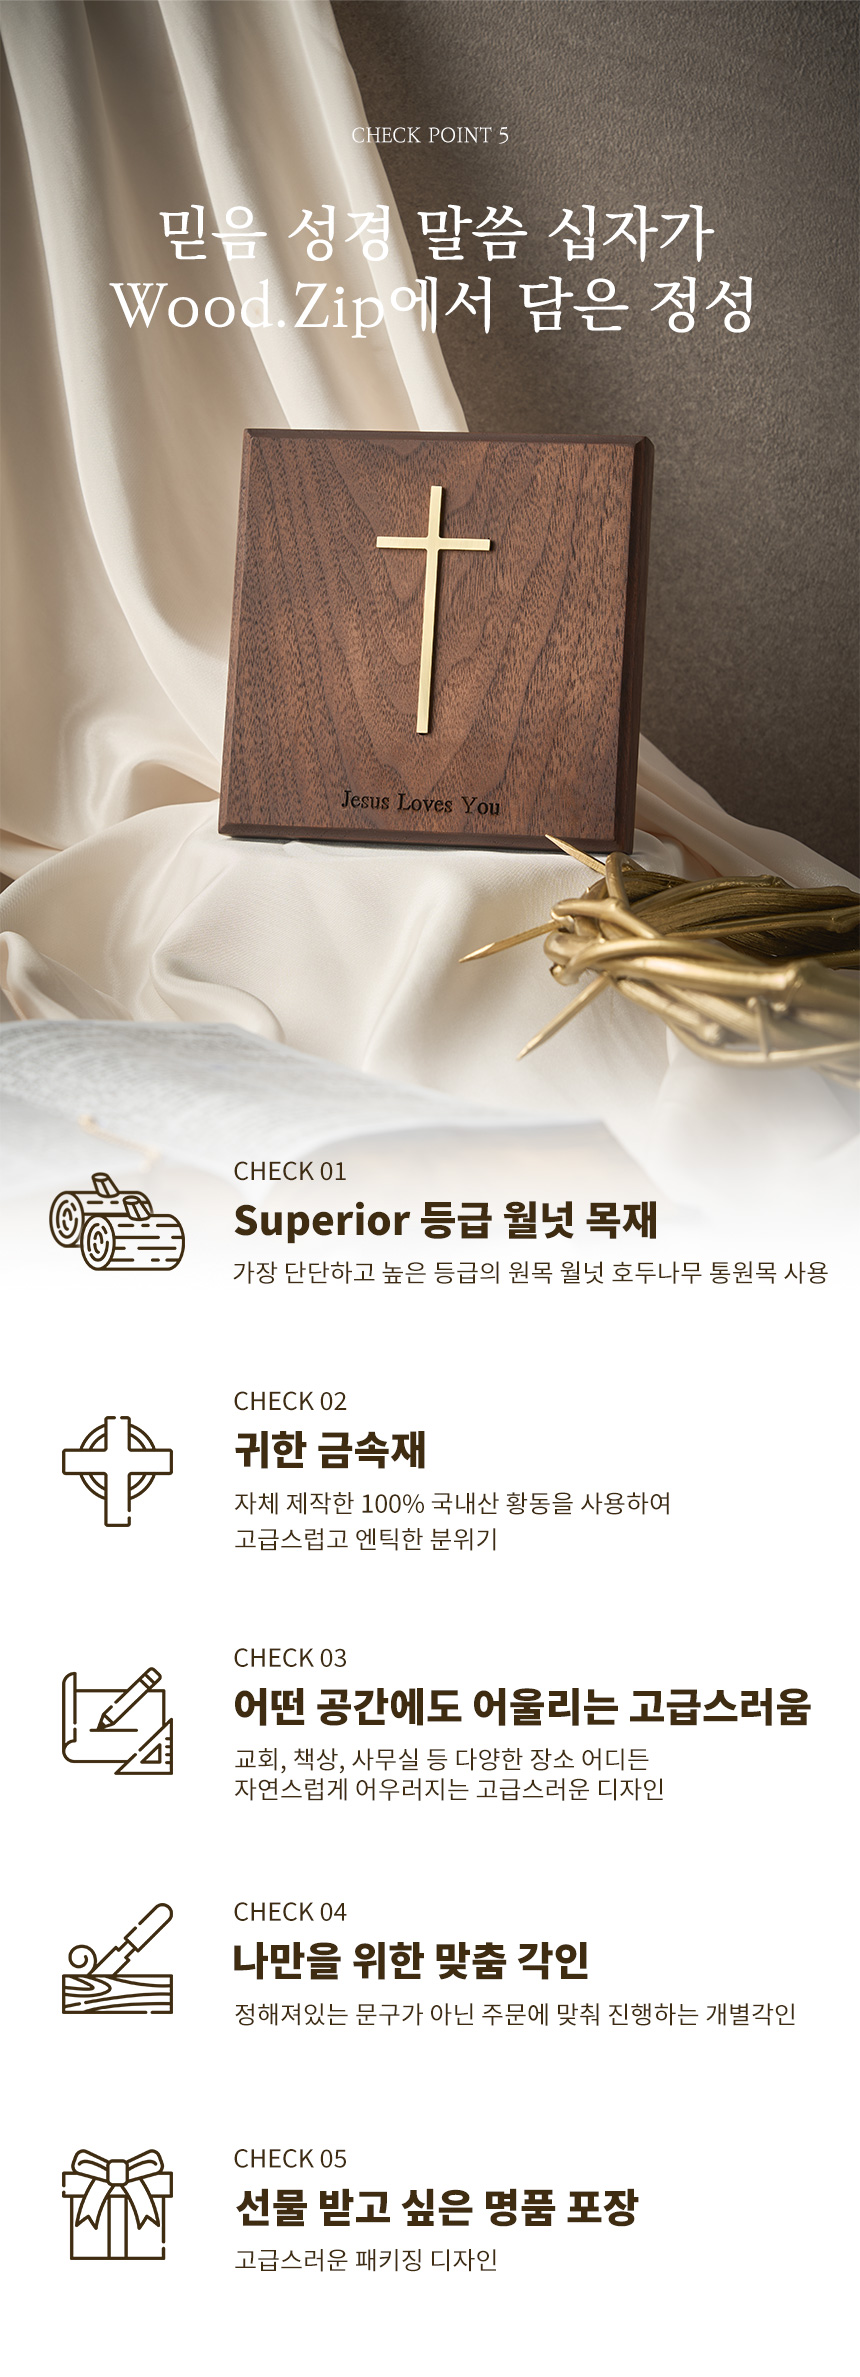 CHECK POINT 5
믿음 성경 말씀 십자가
Wood.Zip에서 담은 정성
Jesus Loves You
CHECK 01
Superior 등급 월넛 목재
가장 단단하고 높은 등급의 원목 월넛 호두나무 통원목 사용
CHECK 02
귀한 금속재
자체 제작한 100% 국내산 황동을 사용하여
고급스럽고 엔틱한 분위기
CHECK 03
어떤 공간에도 어울리는 고급스러움
교회, 책상, 사무실 등 다양한 장소 어디든
자연스럽게 어우러지는 고급스러운 디자인
CHECK 04
나만을 위한 맞춤 각인
정해져있는 문구가 아닌 주문에 맞춰 진행하는 개별각인
CHECK 05
선물 받고 싶은 명품 포장
고급스러운 패키징 디자인